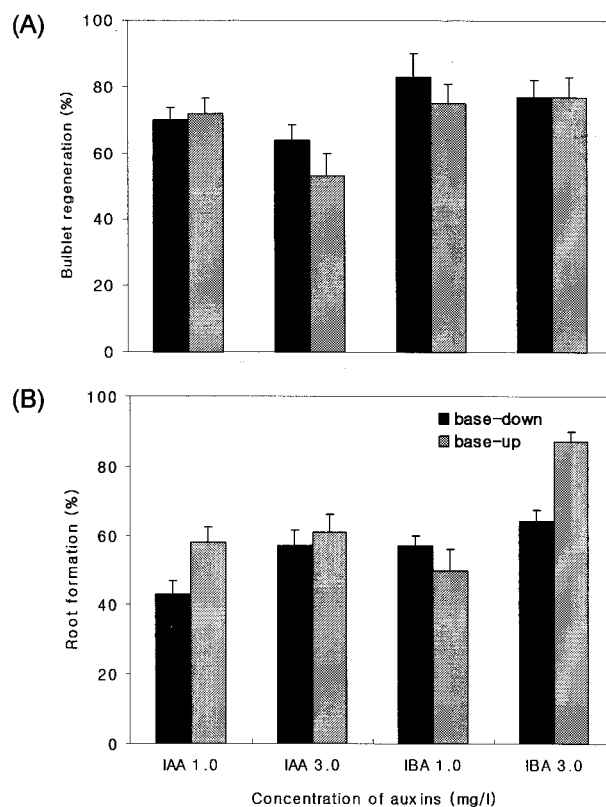 (A)
Bulblet regeneration (%)
100
80
60
40
20
0
(B)
Root formation (%)
100
80
60
40
20
0
base-down
base-up
IAA 1.0 IAA 3.0 IBA 1.0 IBA 3.0
Concentration of auxins (mg/l)